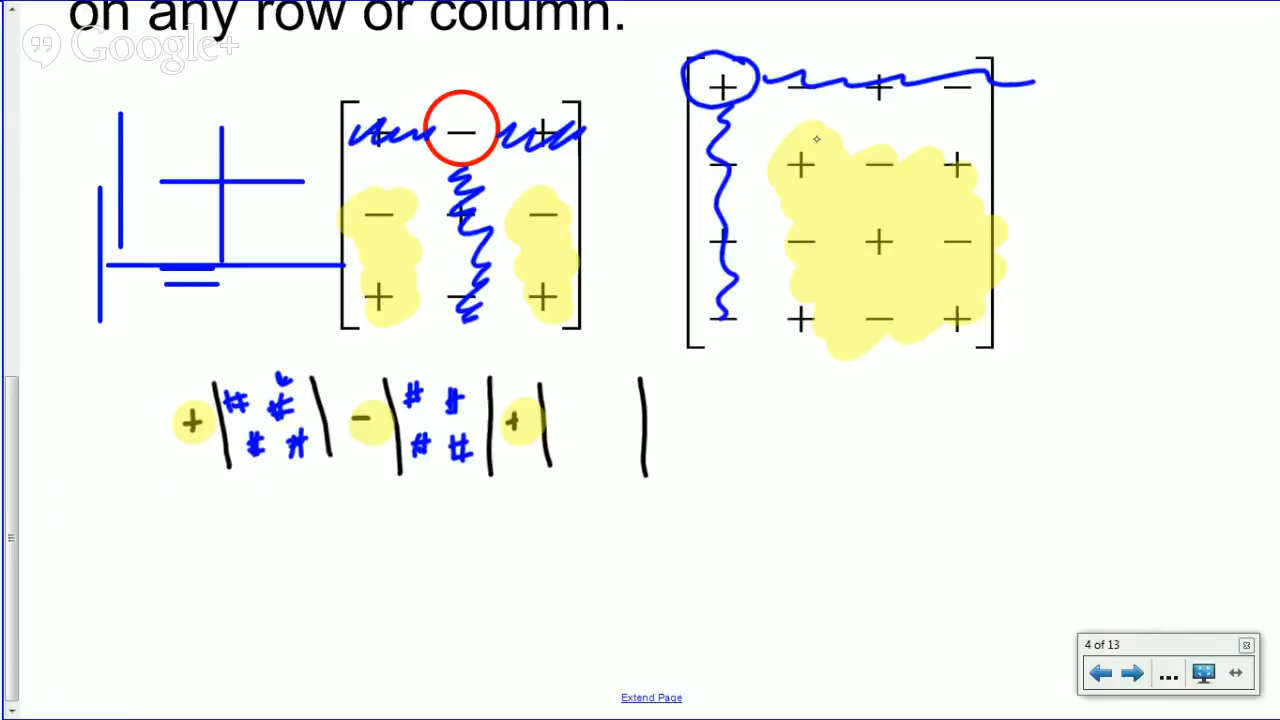 on any row or column.
Google+
+ − +
− + −
+ − +
+ − + −
− + − +
+ − + −
− + − +
+ | # # # # | − | # # # # | + | |
4 of 13
...
Extend Page